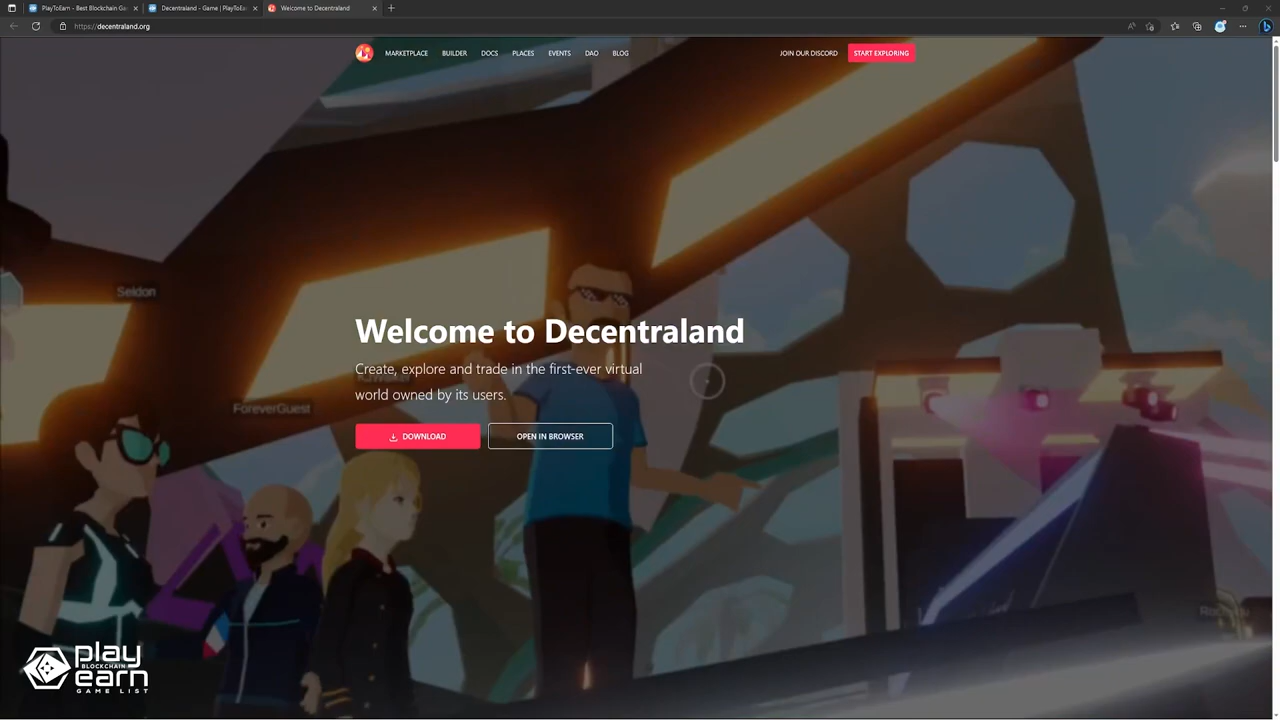 PlayToEarn - Best Blockchain Ga
Decentraland - Game | PlayToEar
Welcome to Decentraland
https://decentraland.org
MARKETPLACE
BUILDER
DOCS
PLACES
EVENTS
DAO
BLOG
JOIN OUR DISCORD
START EXPLORING
Seldon
Welcome to Decentraland
Create, explore and trade in the first-ever virtual
world owned by its users.
ForeverGuest
DOWNLOAD
OPEN IN BROWSER
play
BLOCKCHAIN
earn
GAME LIST